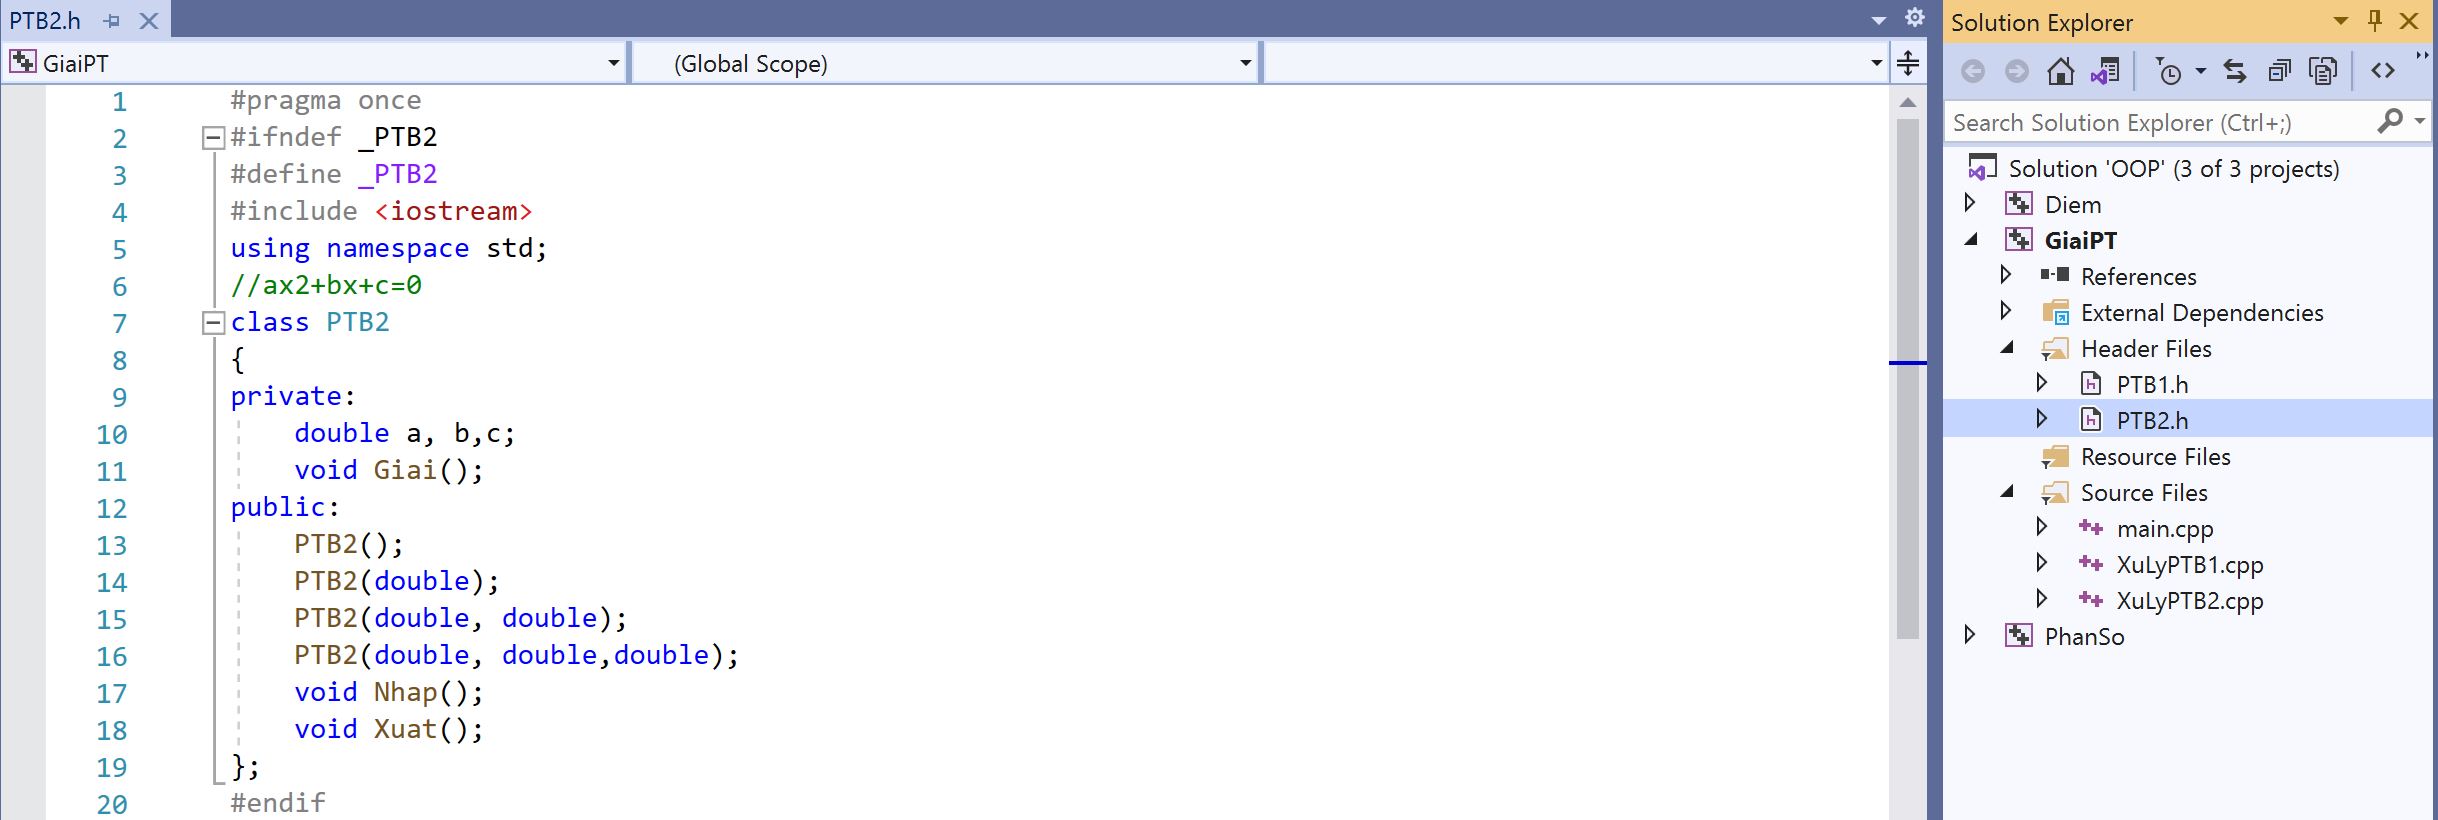 PTB2.h
GiaiPT
(Global Scope)
1 #pragma once
2 #ifndef _PTB2
3 #define _PTB2
4 #include <iostream>
5 using namespace std;
6 //ax2+bx+c=0
7 class PTB2
8 {
9 private:
10 double a, b,c;
11 void Giai();
12 public:
13 PTB2();
14 PTB2(double);
15 PTB2(double, double);
16 PTB2(double, double,double);
17 void Nhap();
18 void Xuat();
19 };
20 #endif
Solution Explorer
Search Solution Explorer (Ctrl+;)
Solution 'OOP' (3 of 3 projects)
Diem
GiaiPT
References
External Dependencies
Header Files
PTB1.h
PTB2.h
Resource Files
Source Files
main.cpp
XuLyPTB1.cpp
XuLyPTB2.cpp
PhanSo